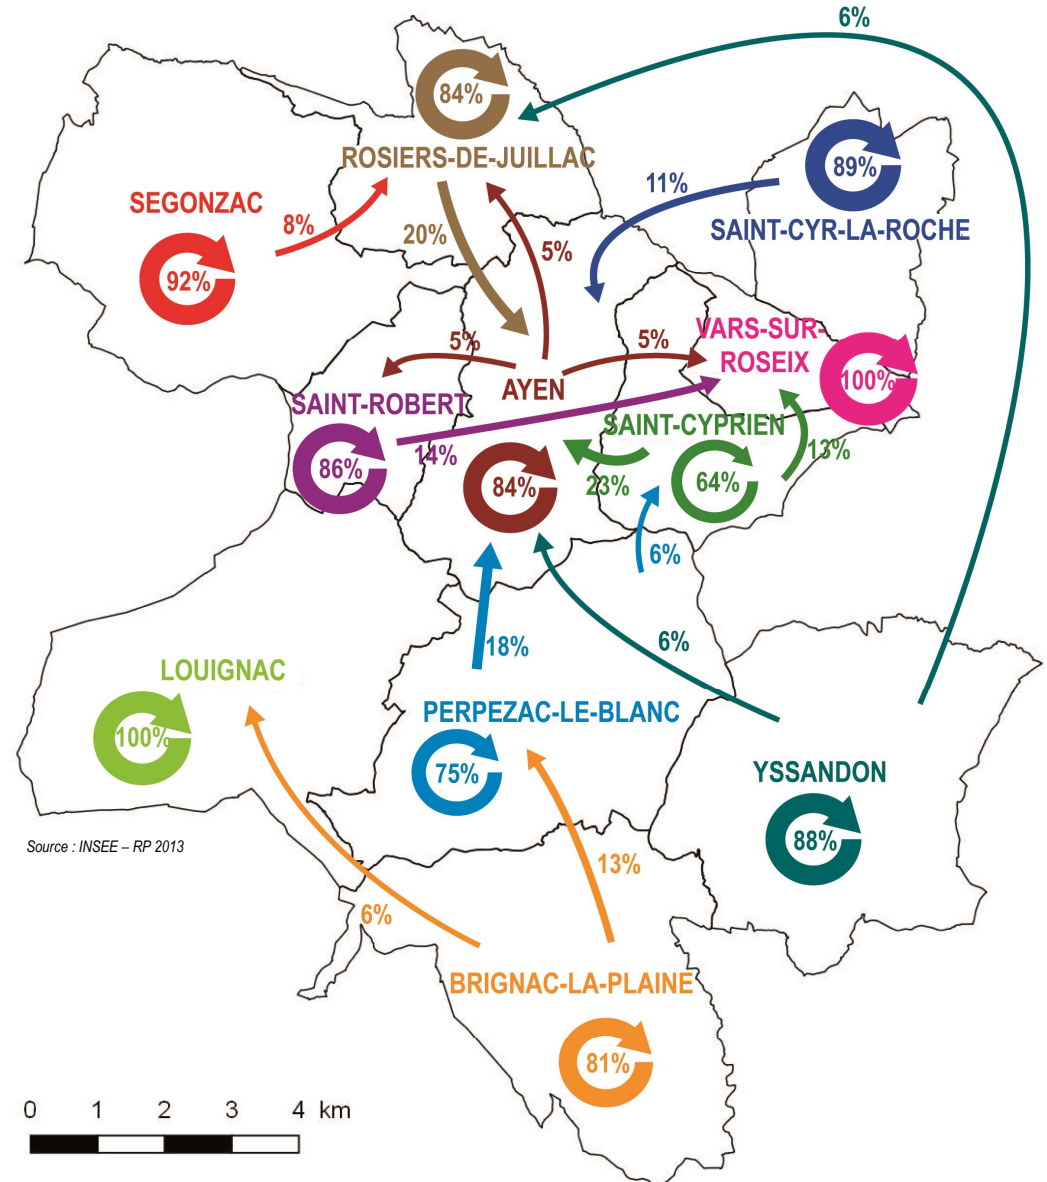 6%
84%
ROSIERS-DE-JUILLAC
89%
11%
SAINT-CYR-LA-ROCHE
SEGONZAC
8%
20%
5%
92%
VARS-SUR-
ROSEIX
100%
5%
5%
AYEN
SAINT-ROBERT
SAINT-CYPRIEN
14%
13%
86%
84%
23%
64%
6%
18%
6%
LOUIGNAC
100%
PERPEZAC-LE-BLANC
75%
YSSANDON
88%
Source : INSEE – RP 2013
13%
6%
BRIGNAC-LA-PLAINE
81%
0 1 2 3 4 km